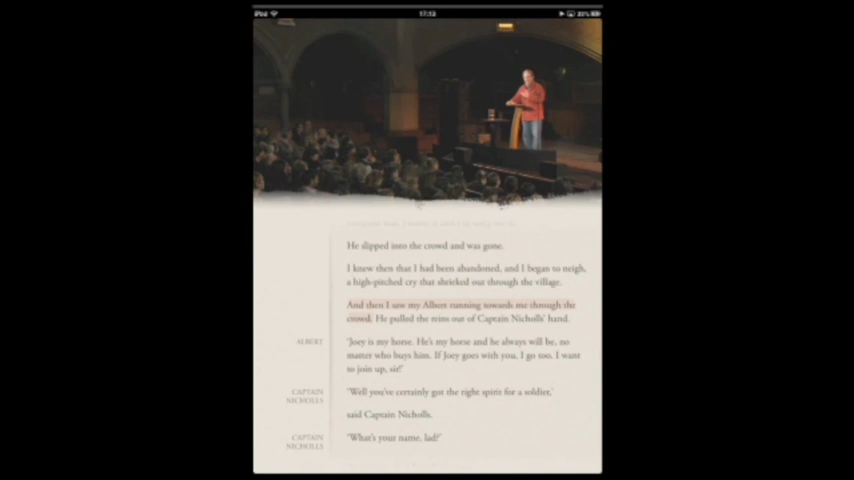 iPod 17:12 22%
He slipped into the crowd and was gone.
I knew then that I had been abandoned, and I began to neigh,
a high-pitched cry that shrieked out through the village.
And then I saw my Albert running towards me through the
crowd. He pulled the reins out of Captain Nicholls' hand.
ALBERT
'Joey is my horse. He's my horse and he always will be, no
matter who buys him. If Joey goes with you, I go too. I want
to join up, sir!'
CAPTAIN
NICHOLLS
'Well you've certainly got the right spirit for a soldier,'
said Captain Nicholls.
CAPTAIN
NICHOLLS
'What's your name, lad?'